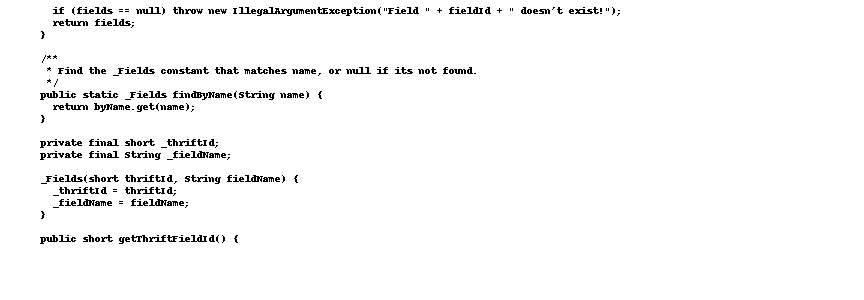 if (fields == null) throw new IllegalArgumentException("Field " + fieldId + " doesn't exist!");
return fields;
}
/**
* Find the _Fields constant that matches name, or null if its not found.
*/
public static _Fields findByName(String name) {
return byName.get(name);
}
private final short _thriftId;
private final String _fieldName;
_Fields(short thriftId, String fieldName) {
_thriftId = thriftId;
_fieldName = fieldName;
}
public short getThriftFieldId() {